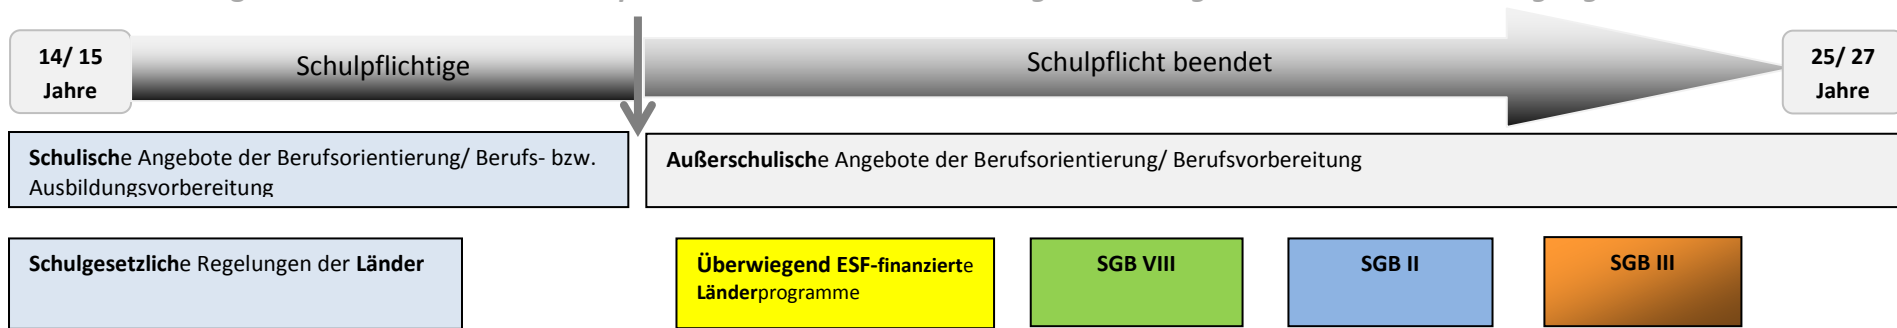 14/ 15
Jahre
Schulpflichtige
Schulpflicht beendet
25/ 27
Jahre
Schulische Angebote der Berufsorientierung/ Berufs- bzw.
Ausbildungsvorbereitung
Außerschulische Angebote der Berufsorientierung/ Berufsvorbereitung
Schulgesetzliche Regelungen der Länder
Überwiegend ESF-finanzierte
Länderprogramme
SGB VIII
SGB II
SGB III